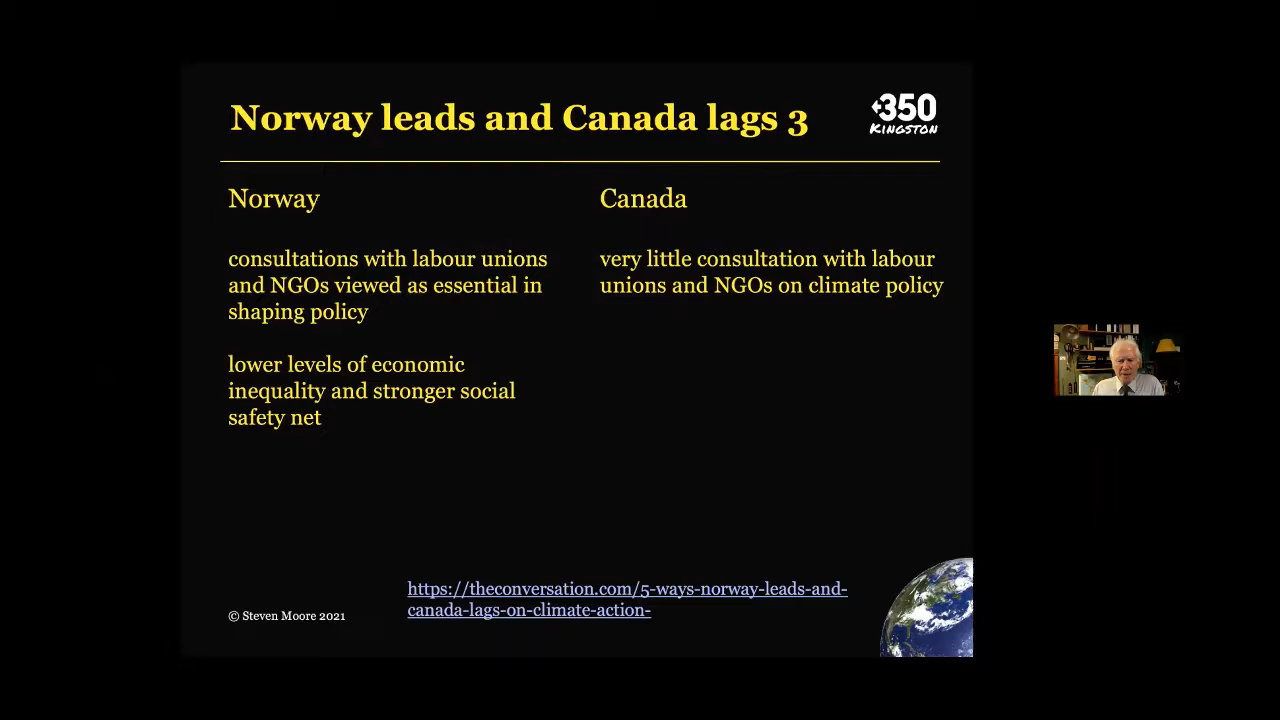 Norway leads and Canada lags 3
350
KINGSTON
Norway
consultations with labour unions
and NGOs viewed as essential in
shaping policy
lower levels of economic
inequality and stronger social
safety net
Canada
very little consultation with labour
unions and NGOs on climate policy
https://theconversation.com/5-ways-norway-leads-and-
canada-lags-on-climate-action-
© Steven Moore 2021